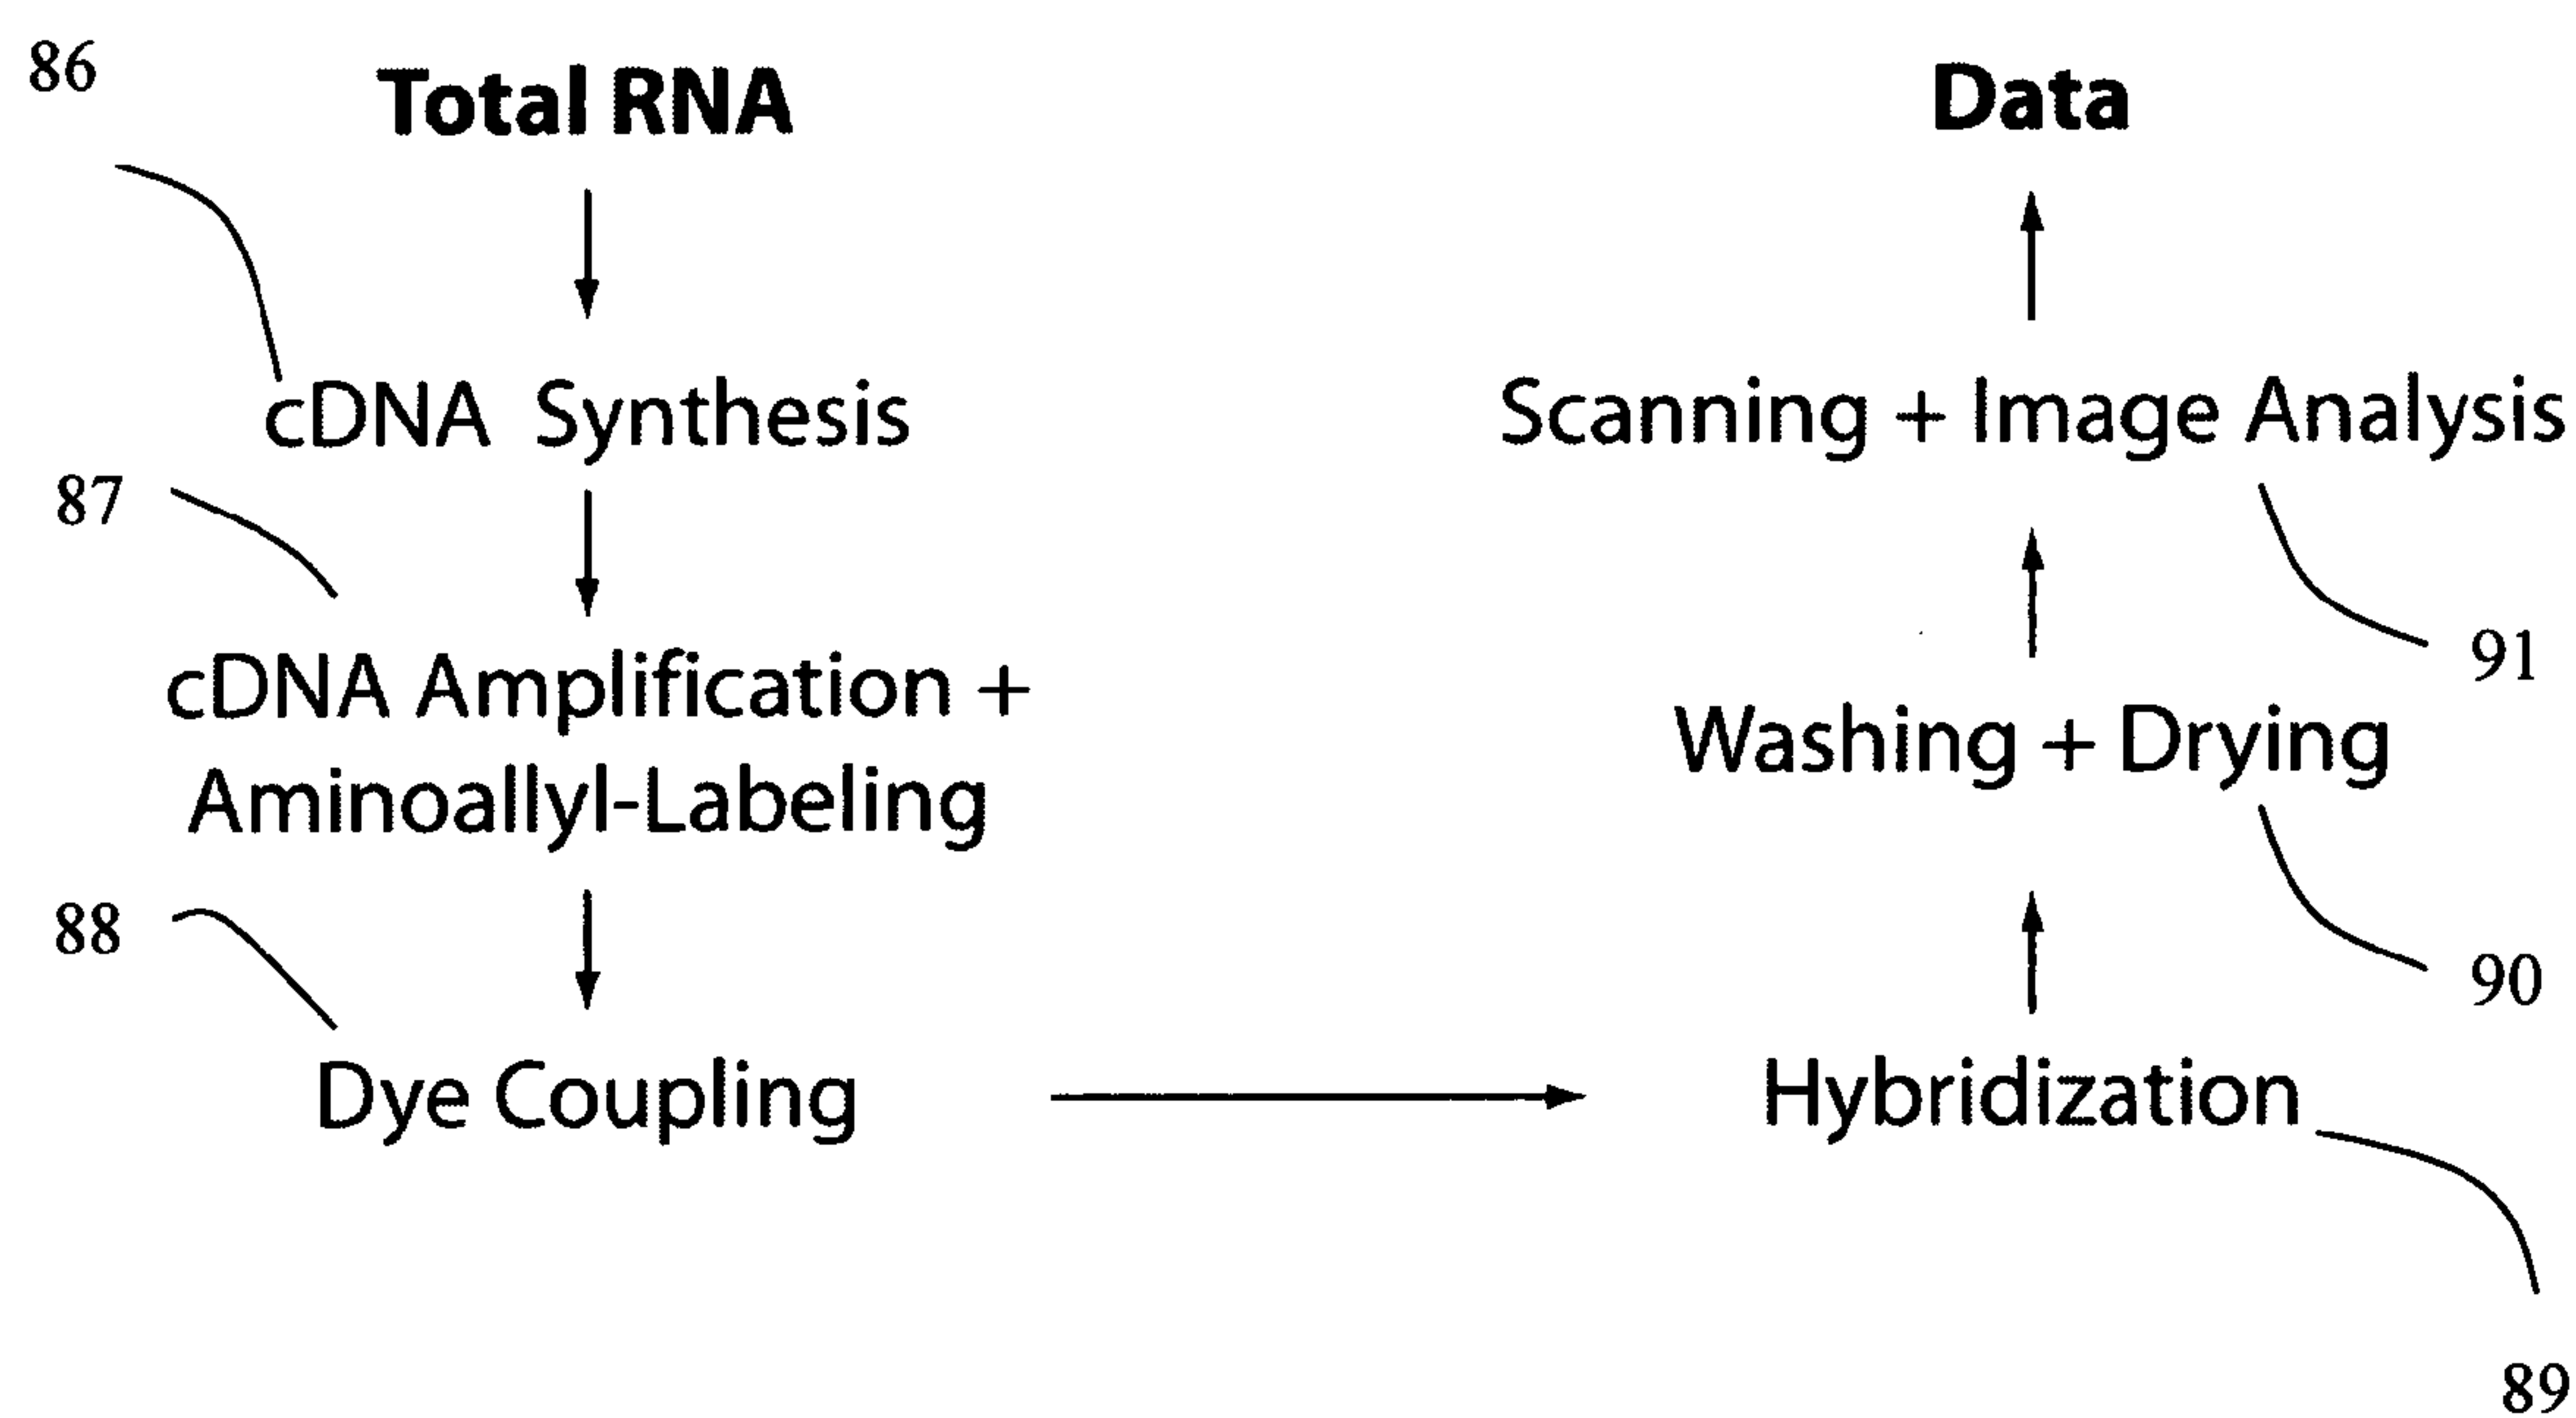 86
Total RNA
cDNA Synthesis
87
cDNA Amplification +
Aminoallyl-Labeling
88
Dye Coupling
Data
Scanning + Image Analysis
91
Washing + Drying
90
Hybridization
89